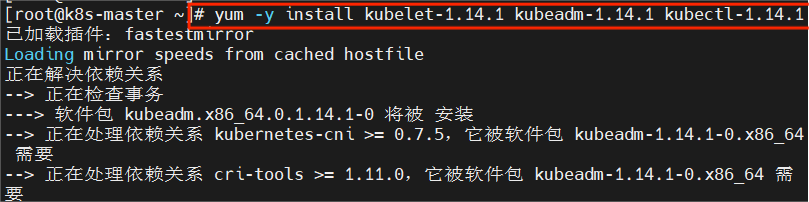 [root@k8s-master ~]# yum -y install kubelet-1.14.1 kubeadm-1.14.1 kubectl-1.14.1
已加载插件：fastestmirror
Loading mirror speeds from cached hostfile
正在解决依赖关系
--> 正在检查事务
---> 软件包 kubeadm.x86_64.0.1.14.1-0 将被 安装
--> 正在处理依赖关系 kubernetes-cni >= 0.7.5，它被软件包 kubeadm-1.14.1-0.x86_64
需要
--> 正在处理依赖关系 cri-tools >= 1.11.0，它被软件包 kubeadm-1.14.1-0.x86_64 需
要